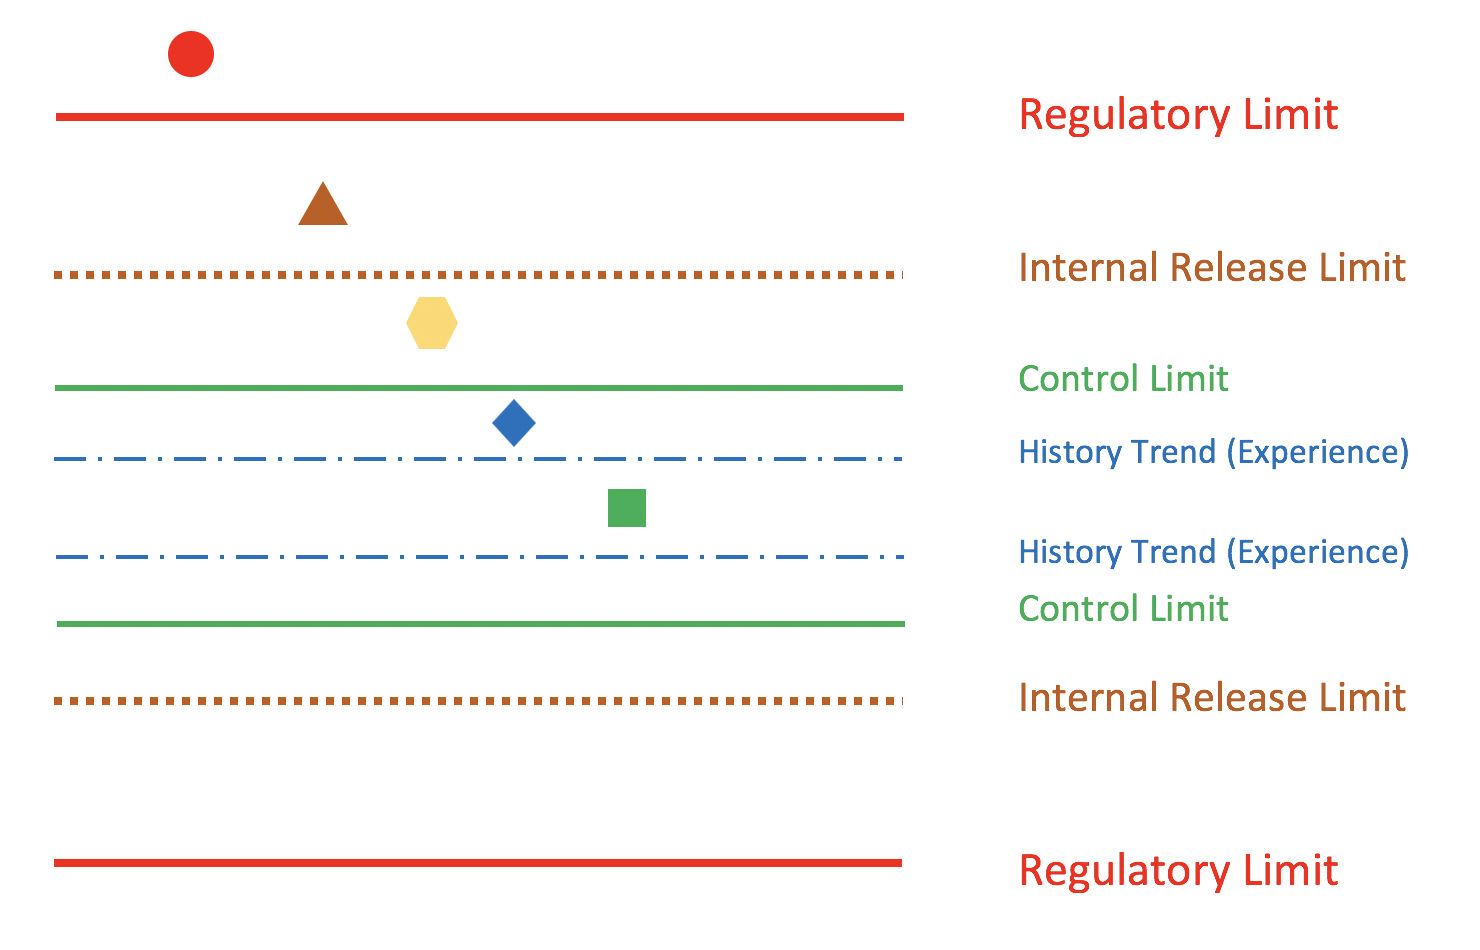 Regulatory Limit
Internal Release Limit
Control Limit
History Trend (Experience)
History Trend (Experience)
Control Limit
Internal Release Limit
Regulatory Limit